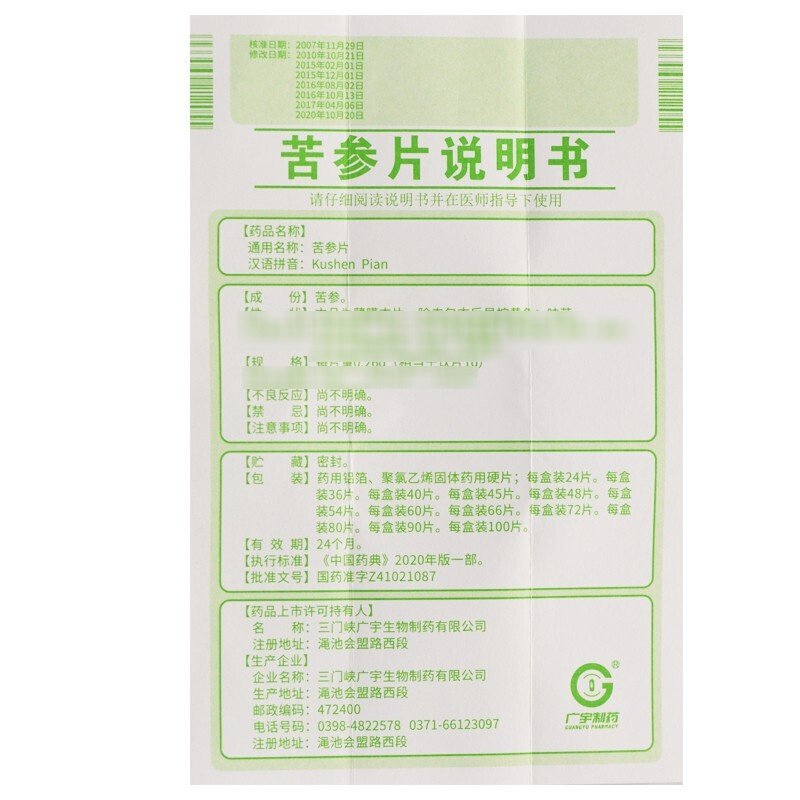 核准日期：2007年11月29日
修改日期：2010年10月21日
2015年02月01日
2015年12月01日
2016年08月02日
2016年10月13日
2017年04月06日
2020年10月20日
苦参片说明书
请仔细阅读说明书并在医师指导下使用
【药品名称】
通用名称：苦参片
汉语拼音：Kushen Pian
【成 份】苦参。
【规 格】
【不良反应】尚不明确。
【禁 忌】尚不明确。
【注意事项】尚不明确。
【贮 藏】密封。
【包 装】药用铝箔、聚氯乙烯固体药用硬片；每盒装24片。每盒
装36片。每盒装40片。每盒装45片。每盒装48片。每盒
装54片。每盒装60片。每盒装66片。每盒装72片。每盒
装80片。每盒装90片。每盒装100片。
【有 效 期】24个月。
【执行标准】《中国药典》2020年版一部。
【批准文号】国药准字Z41021087
【药品上市许可持有人】
名 称：三门峡广宇生物制药有限公司
注册地址：渑池会盟路西段
【生产企业】
企业名称：三门峡广宇生物制药有限公司
生产地址：渑池会盟路西段
邮政编码：472400
电话号码：0398-4822578 0371-66123097
注册地址：渑池会盟路西段
®
广宇制药
GUANGYU PHARMACY